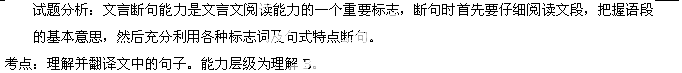 试题分析:文言断句能力是文言文阅读能力的一个重要标志,断句时首先要仔细阅读文段,把握语段
的基本意思,然后充分利用各种标志词及句式特点断句。
考点:理解并翻译文中的句子。能力层级为理解 B。